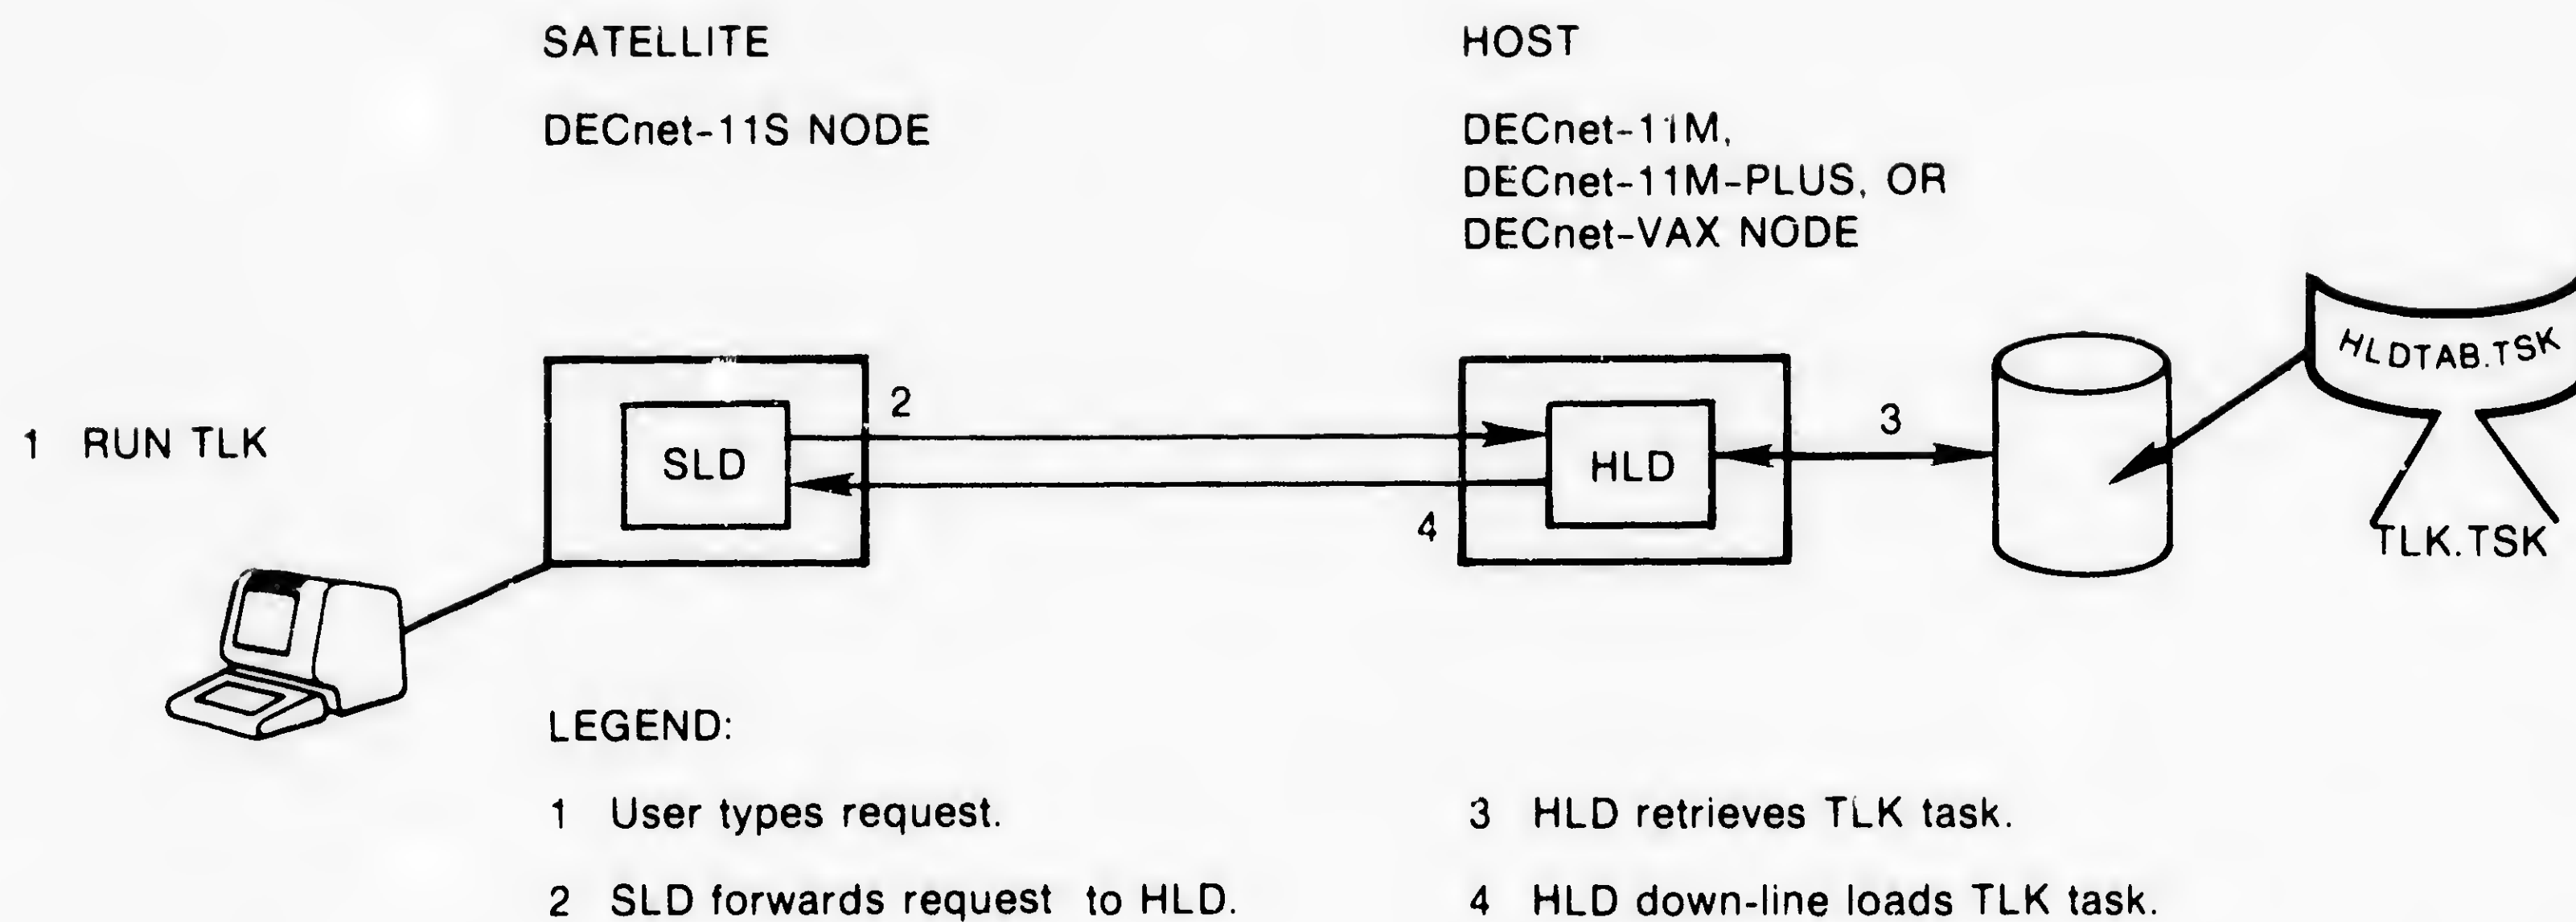 SATELLITE
HOST
DECnet-11S NODE
DECnet-11M,
DECnet-11M-PLUS, OR
DECnet-VAX NODE
HLDTAB.TSK
TLK.TSK
1 RUN TLK
SLD
2
HLD
3
4
LEGEND:
1 User types request.
2 SLD forwards request to HLD.
3 HLD retrieves TLK task.
4 HLD down-line loads TLK task.